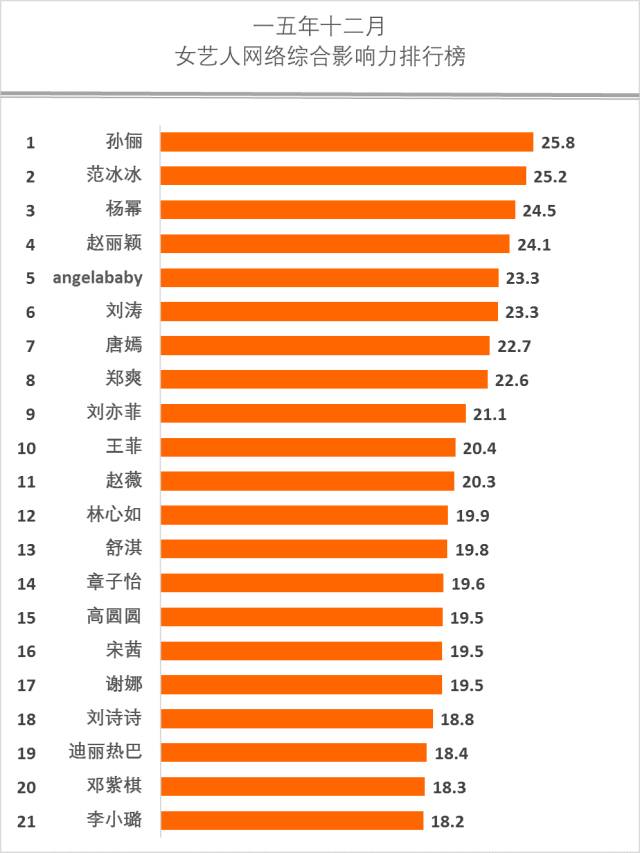 一五年十二月
女艺人网络综合影响力排行榜
1 孙俪 25.8
2 范冰冰 25.2
3 杨幂 24.5
4 赵丽颖 24.1
5 angelababy 23.3
6 刘涛 23.3
7 唐嫣 22.7
8 郑爽 22.6
9 刘亦菲 21.1
10 王菲 20.4
11 赵薇 20.3
12 林心如 19.9
13 舒淇 19.8
14 章子怡 19.6
15 高圆圆 19.5
16 宋茜 19.5
17 谢娜 19.5
18 刘诗诗 18.8
19 迪丽热巴 18.4
20 邓紫棋 18.3
21 李小璐 18.2